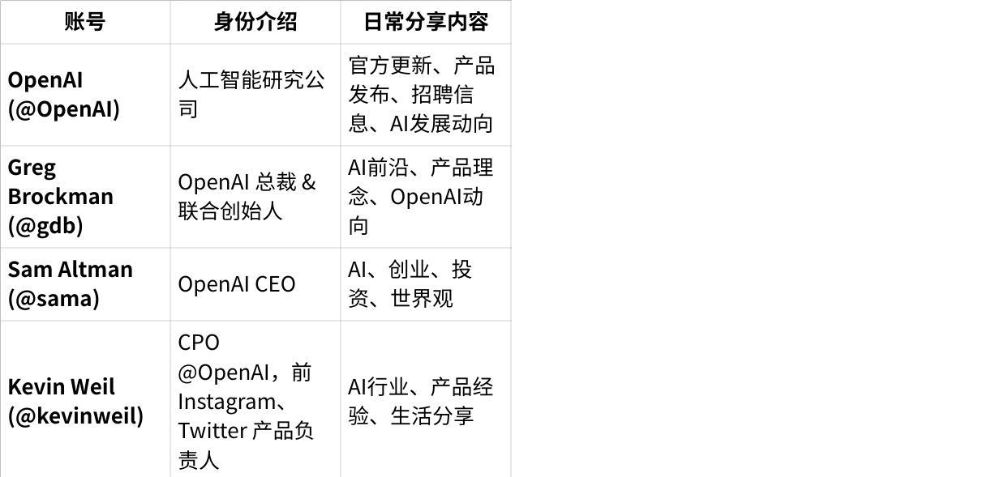 账号
身份介绍
日常分享内容
OpenAI
(@OpenAI)
人工智能研究公
司
官方更新、产品
发布、招聘信
息、AI发展动向
Greg
Brockman
(@gdb)
OpenAI 总裁 &
联合创始人
AI前沿、产品理
念、OpenAI动
向
Sam Altman
(@sama)
OpenAI CEO
AI、创业、投
资、世界观
Kevin Weil
(@kevinweil)
CPO
@OpenAI，前
Instagram、
Twitter 产品负
责人
AI行业、产品经
验、生活分享